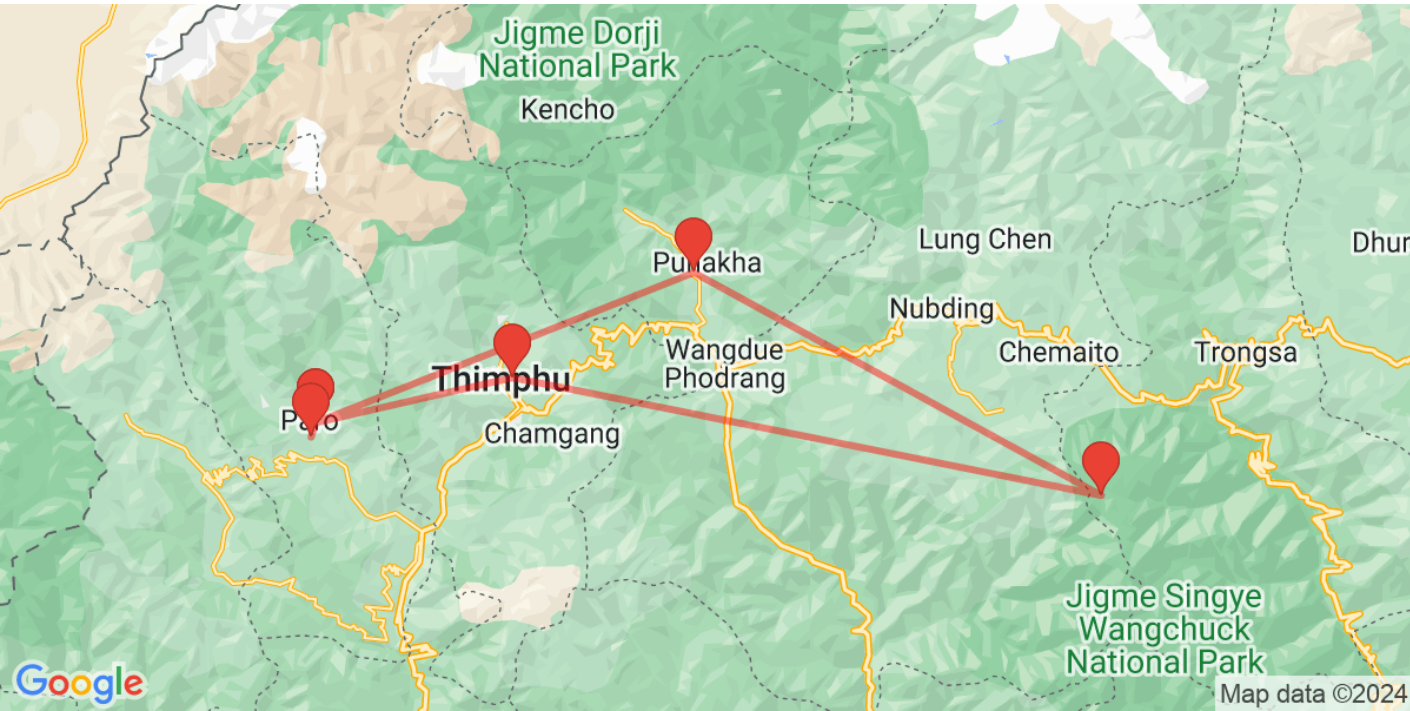 Jigme Dorji
National Park
Kencho
Lung Chen
Dhur
Punakha
Nubding
Wangdue
Phodrang
Chemaito
Trongsa
Thimphu
Paro
Chamgang
Jigme Singye
Wangchuck
National Park
Google
Map data ©2024